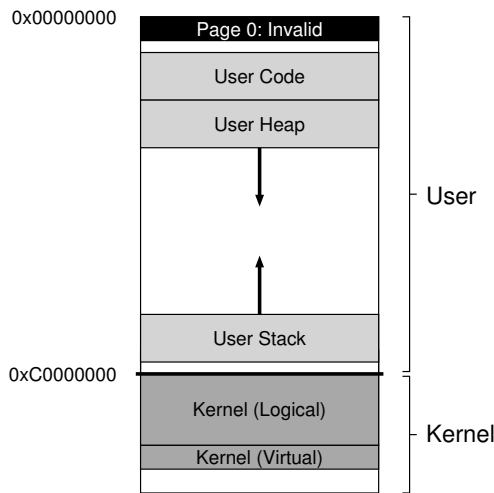 0x00000000
Page 0: Invalid
User Code
User Heap
User
User Stack
0xC0000000
Kernel (Logical)
Kernel
Kernel (Virtual)